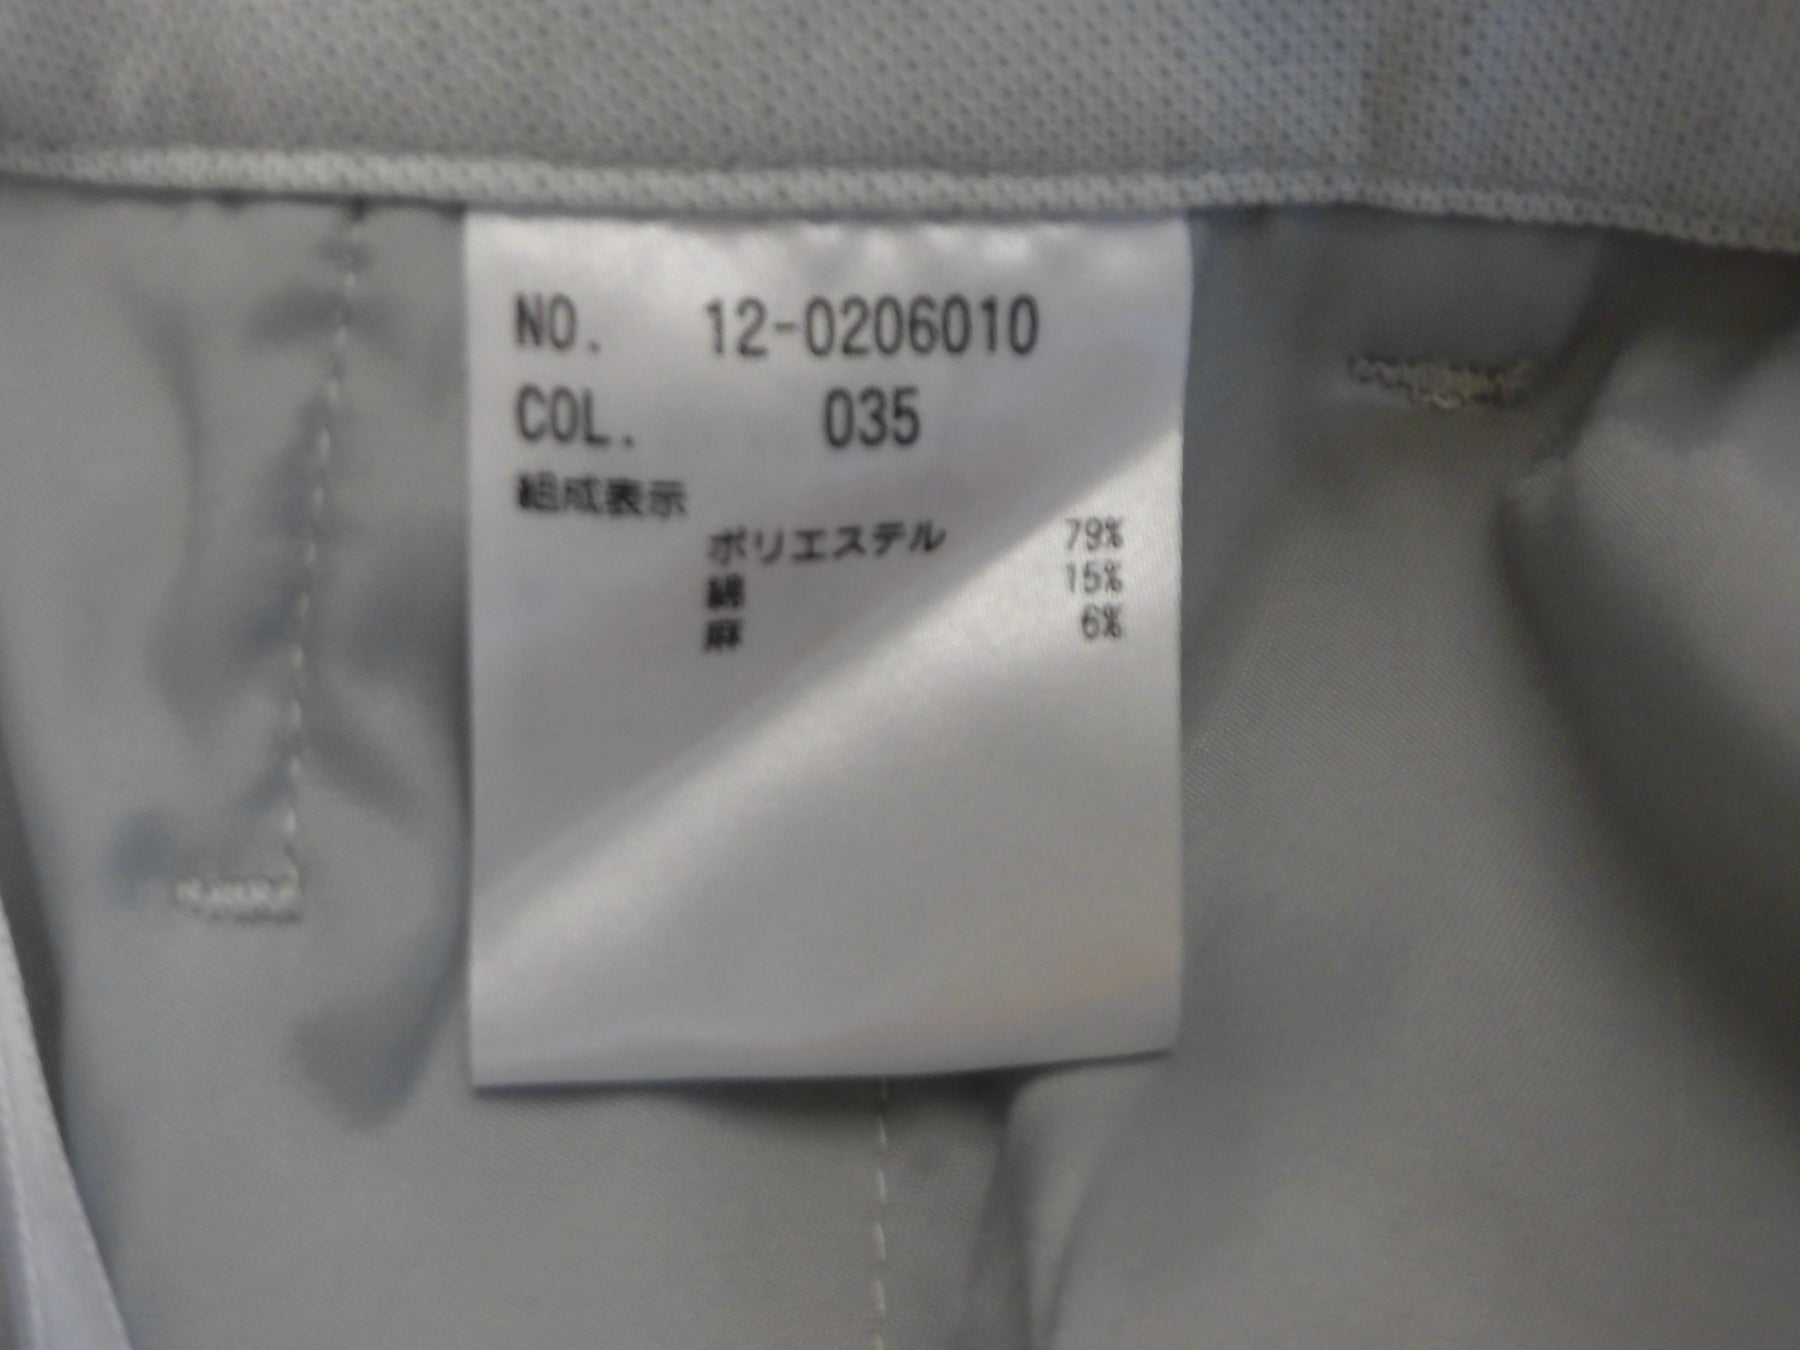 NO. 12-0206010
COL. 035
組成表示
ポリエステル 79%
綿 15%
麻 6%